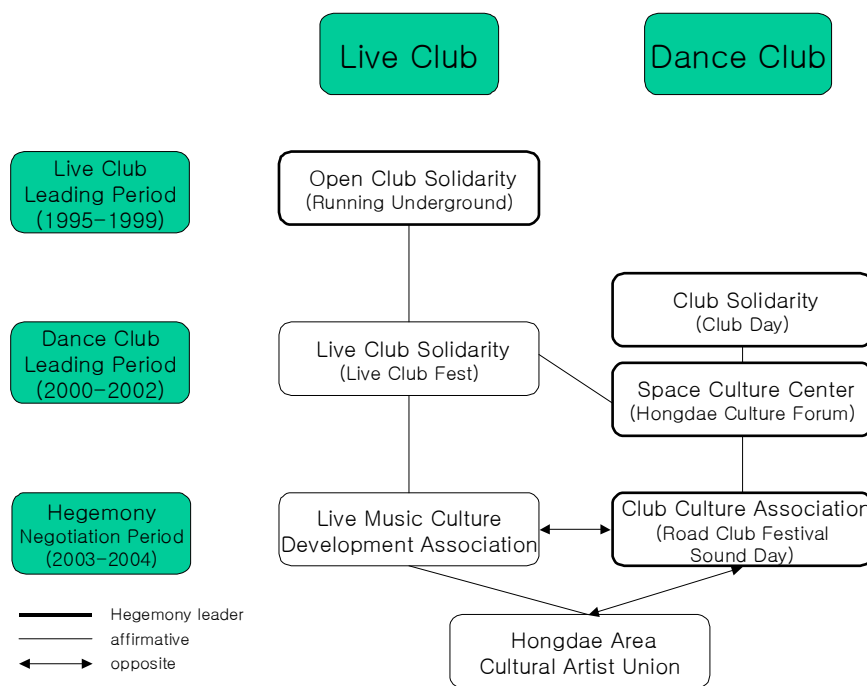 Live Club
Dance Club
Live Club
Leading Period
(1995-1999)
Open Club Solidarity
(Running Underground)
Club Solidarity
(Club Day)
Dance Club
Leading Period
(2000-2002)
Live Club Solidarity
(Live Club Fest)
Space Culture Center
(Hongdae Culture Forum)
Hegemony
Negotiation Period
(2003-2004)
Live Music Culture
Development Association
Club Culture Association
(Road Club Festival
Sound Day)
Hegemony leader
affirmative
opposite
Hongdae Area
Cultural Artist Union